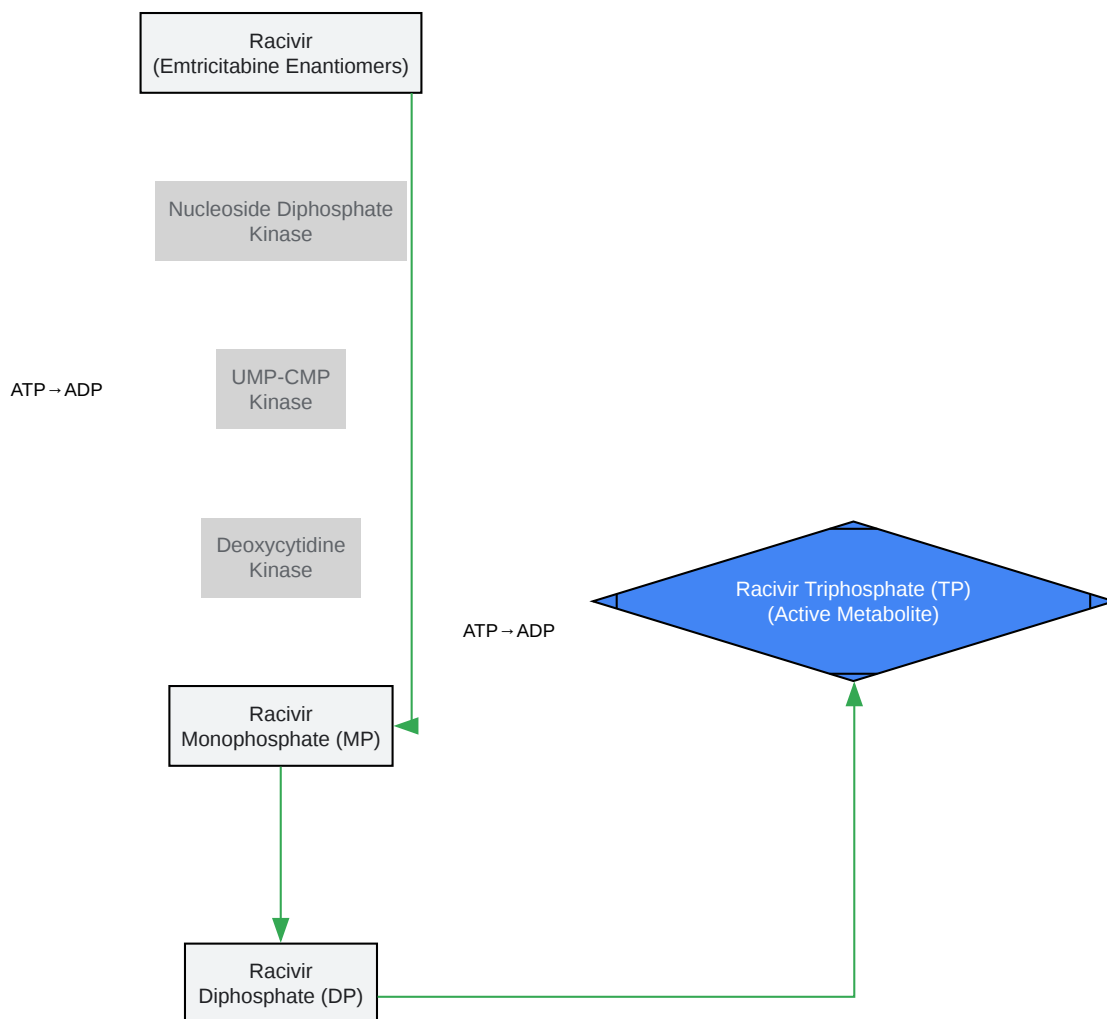 Racivir
(Emtricitabine Enantiomers)
Nucleoside Diphosphate
Kinase
UMP-CMP
Kinase
ATP→ADP
Deoxycytidine
Kinase
Racivir Triphosphate (TP)
(Active Metabolite)
ATP→ADP
Racivir
Monophosphate (MP)
Racivir
Diphosphate (DP)